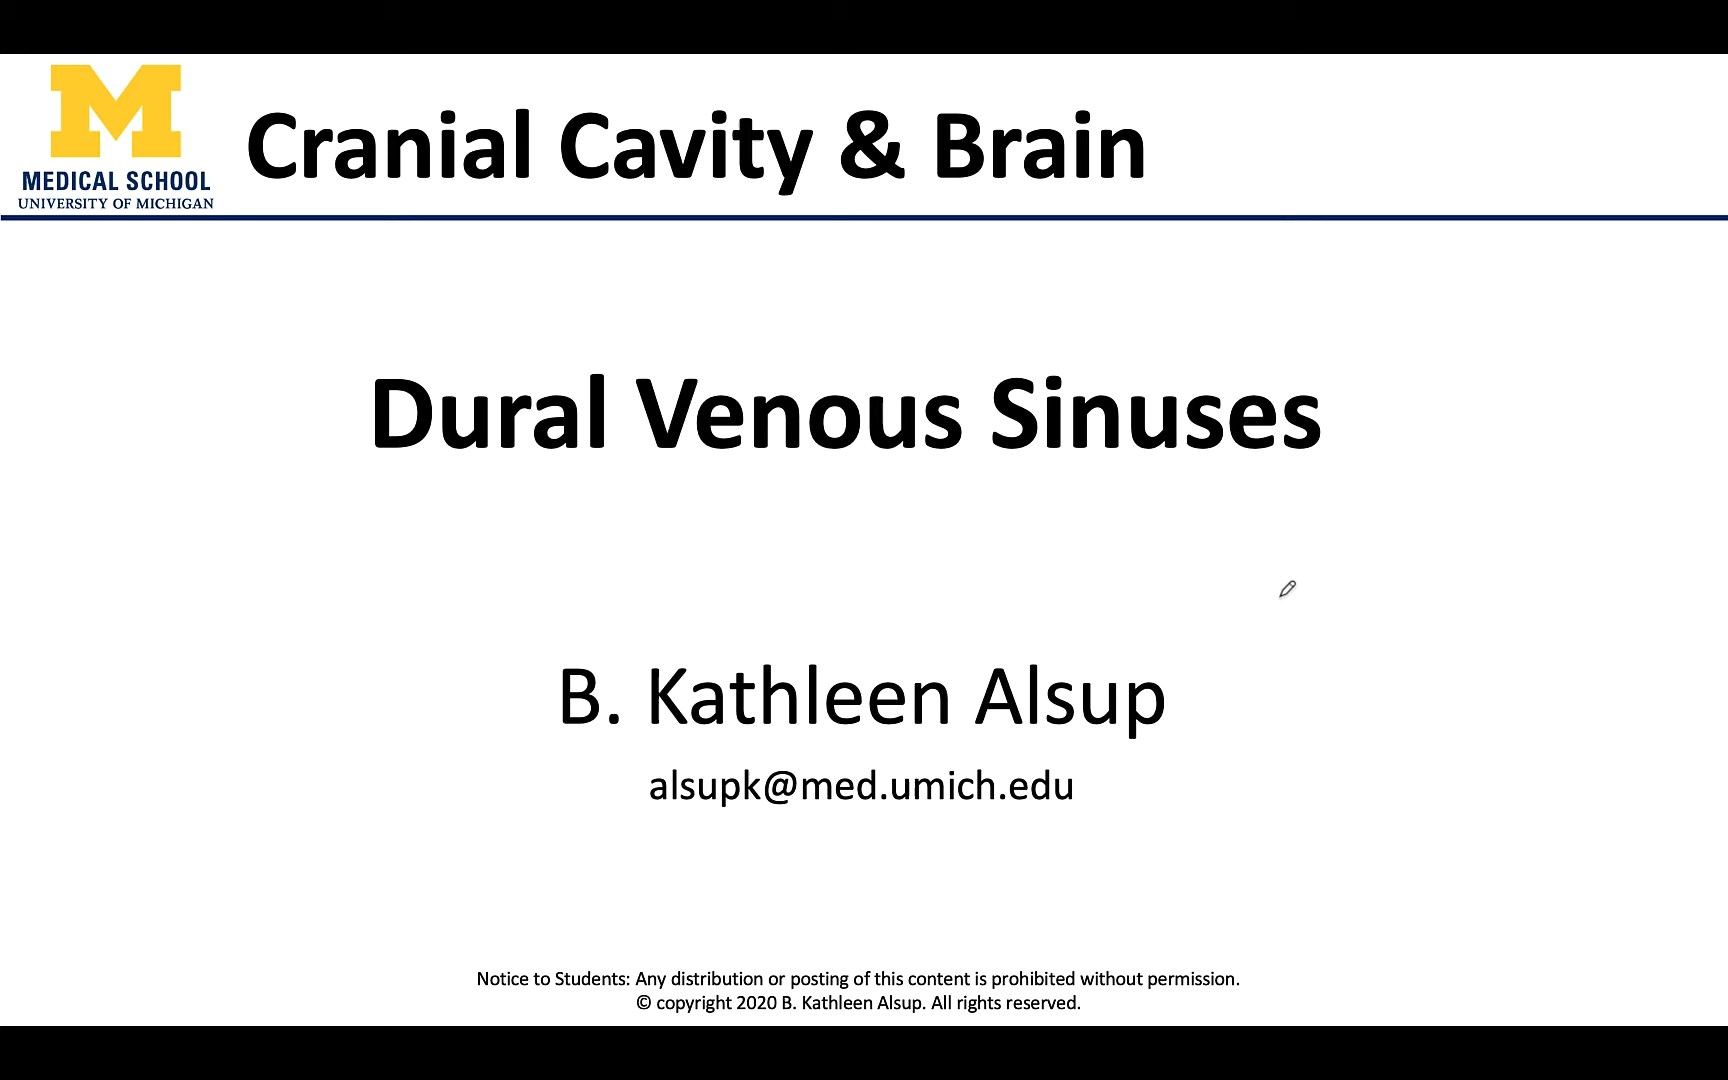 MEDICAL SCHOOL
UNIVERSITY OF MICHIGAN
Cranial Cavity & Brain
Dural Venous Sinuses
B. Kathleen Alsup
alsupk@med.umich.edu
Notice to Students: Any distribution or posting of this content is prohibited without permission.
© copyright 2020 B. Kathleen Alsup. All rights reserved.